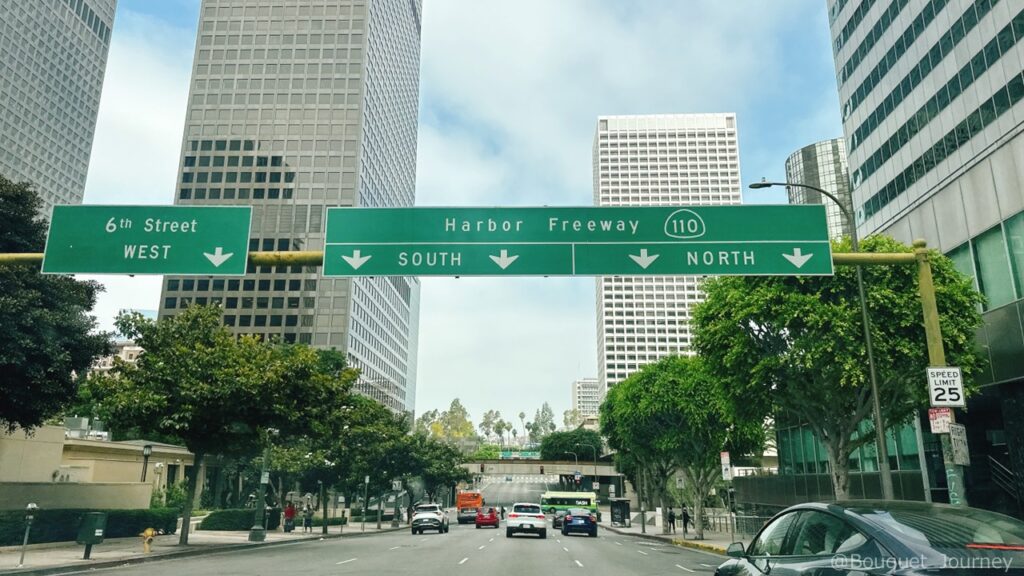 6th Street
WEST
Harbor Freeway 110
SOUTH NORTH
SPEED
LIMIT
25
DASH
@Bouquet_Journey